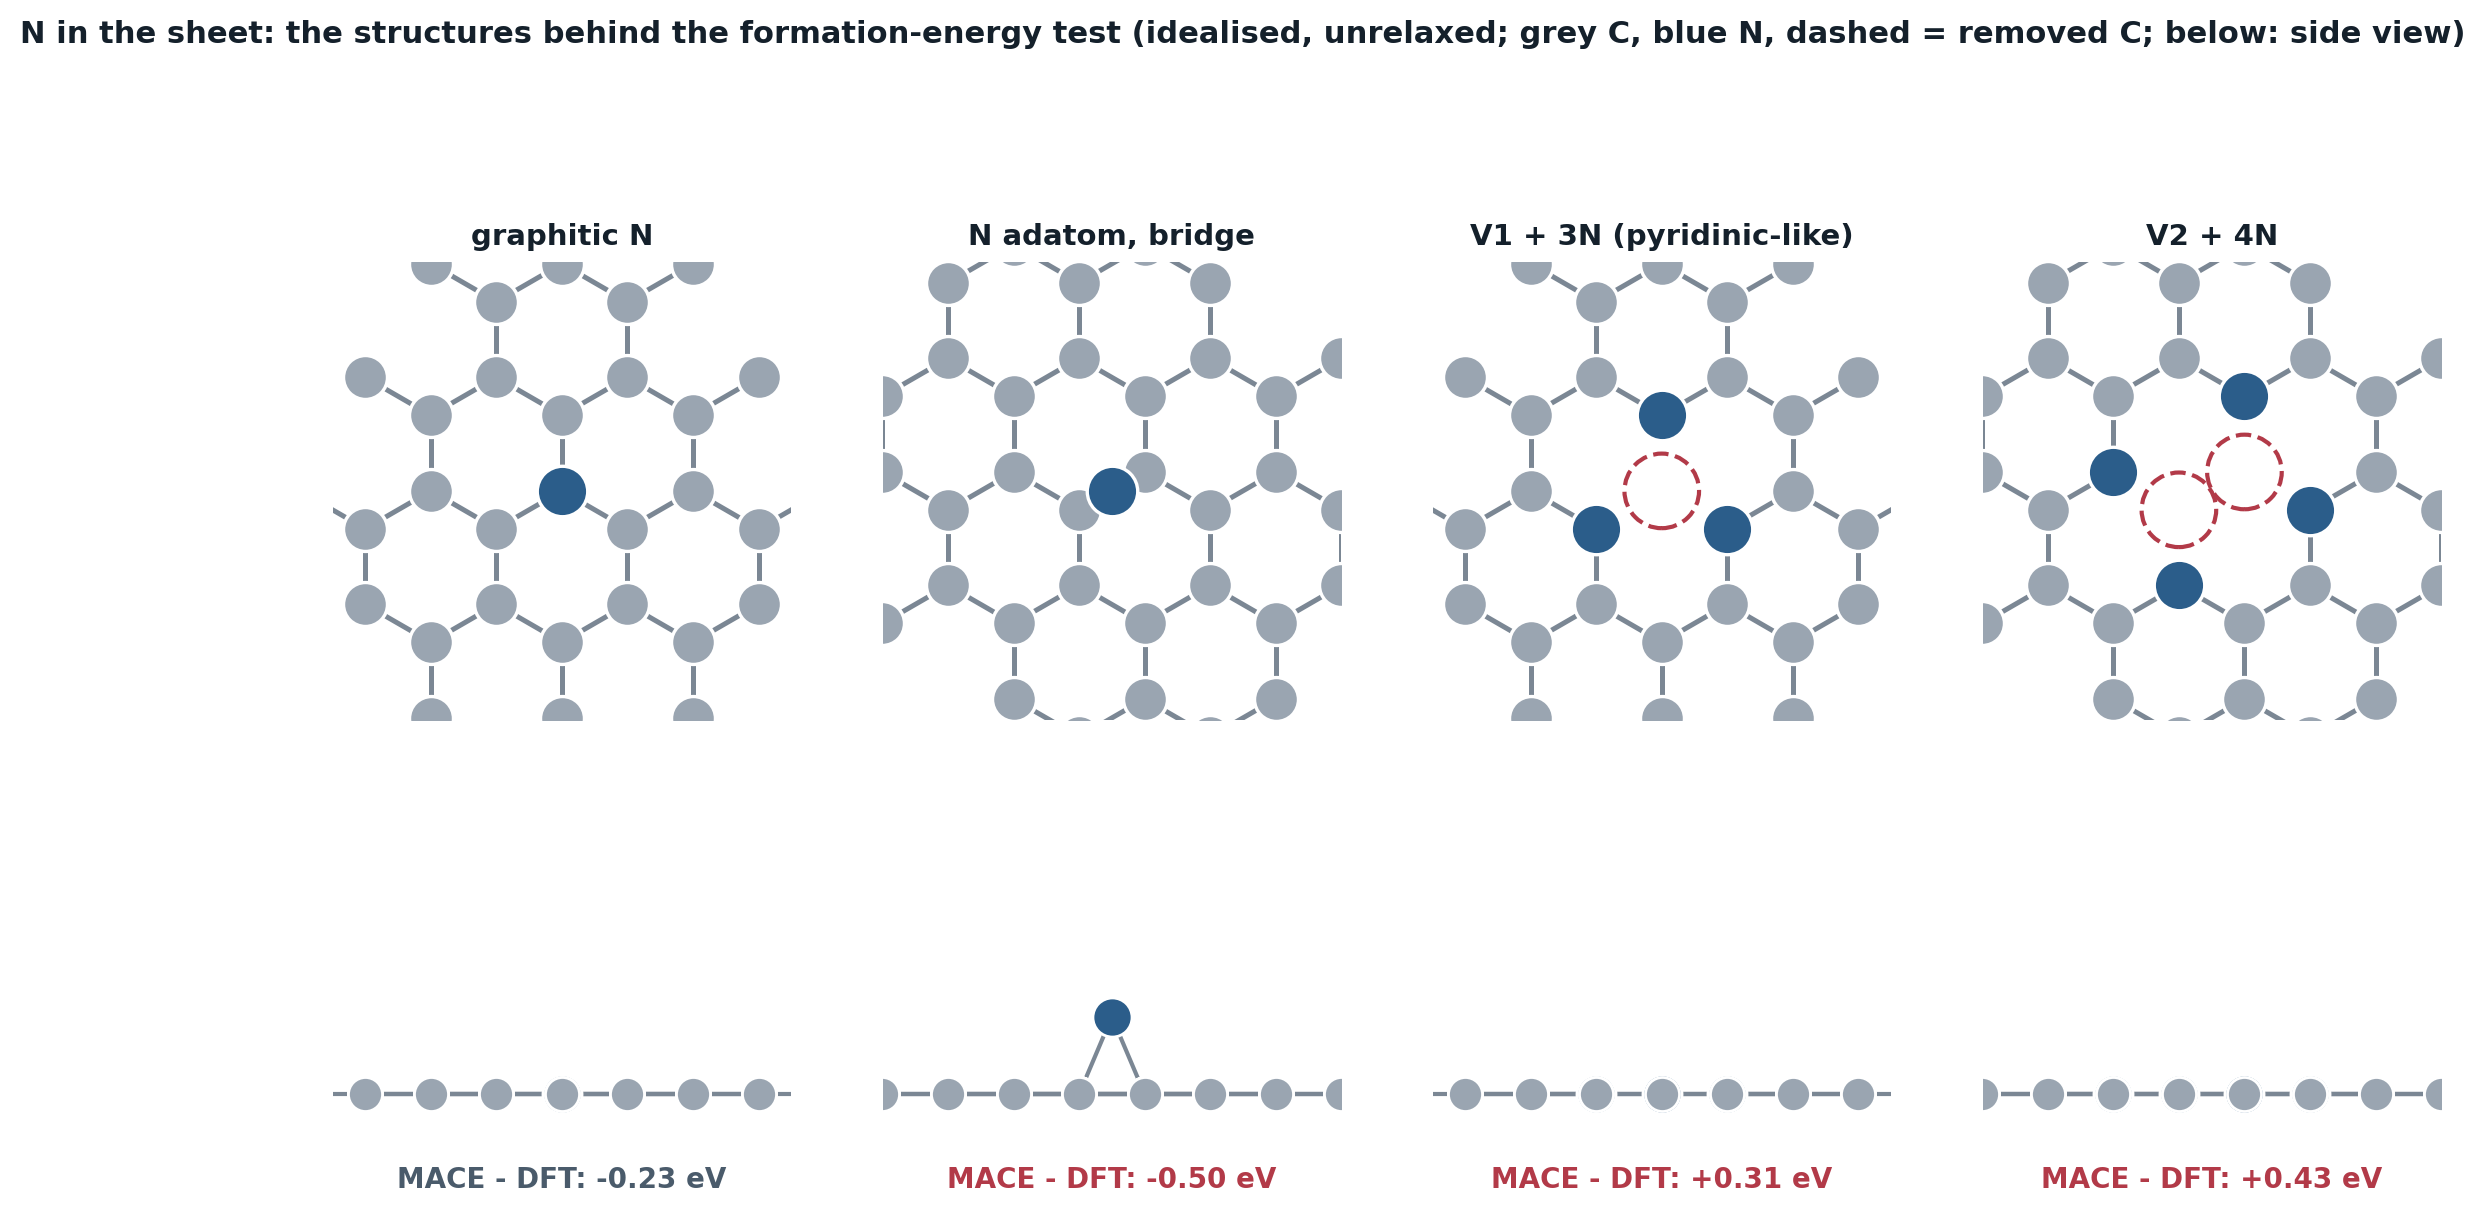 N in the sheet: the structures behind the formation-energy test (idealised, unrelaxed; grey C, blue N, dashed = removed C; below: side view)
graphitic N
N adatom, bridge
V1 + 3N (pyridinic-like)
V2 + 4N
MACE - DFT: -0.23 eV
MACE - DFT: -0.50 eV
MACE - DFT: +0.31 eV
MACE - DFT: +0.43 eV